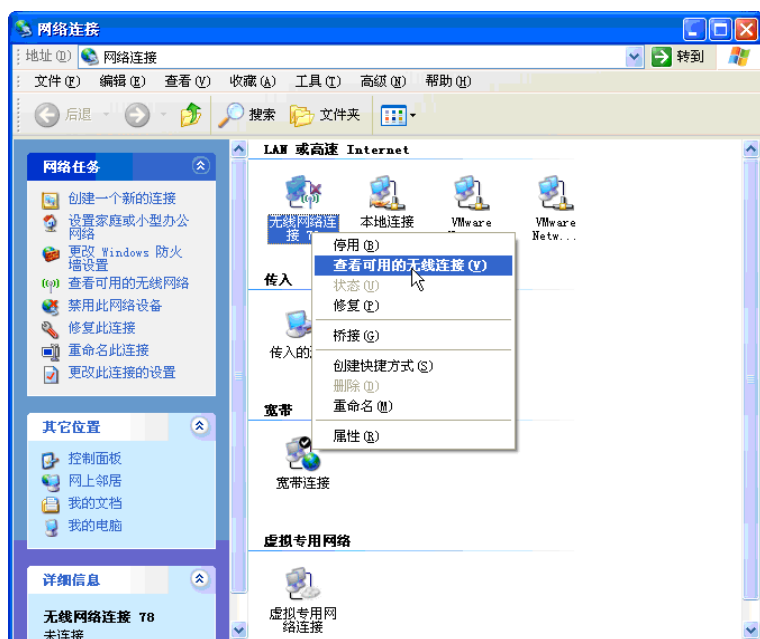 网络连接
地址(D) 网络连接 转到
文件(F) 编辑(E) 查看(V) 收藏(A) 工具(T) 高级(N) 帮助(H)
后退 搜索 文件夹
网络任务
创建一个新的连接
设置家庭或小型办公
网络
更改 Windows 防火
墙设置
查看可用的无线网络
禁用此网络设备
修复此连接
重命名此连接
更改此连接的设置
其它位置
控制面板
网上邻居
我的文档
我的电脑
详细信息
无线网络连接 78
未连接
LAN 或高速 Internet
无线网络连
接 7
本地连接
VMware
VMware
Netw...
停用(B)
查看可用的无线连接(V)
状态(U)
修复(P)
桥接(G)
创建快捷方式(S)
删除(D)
重命名(M)
属性(R)
传入
传入的
宽带
宽带连接
虚拟专用网络
虚拟专用网
络连接